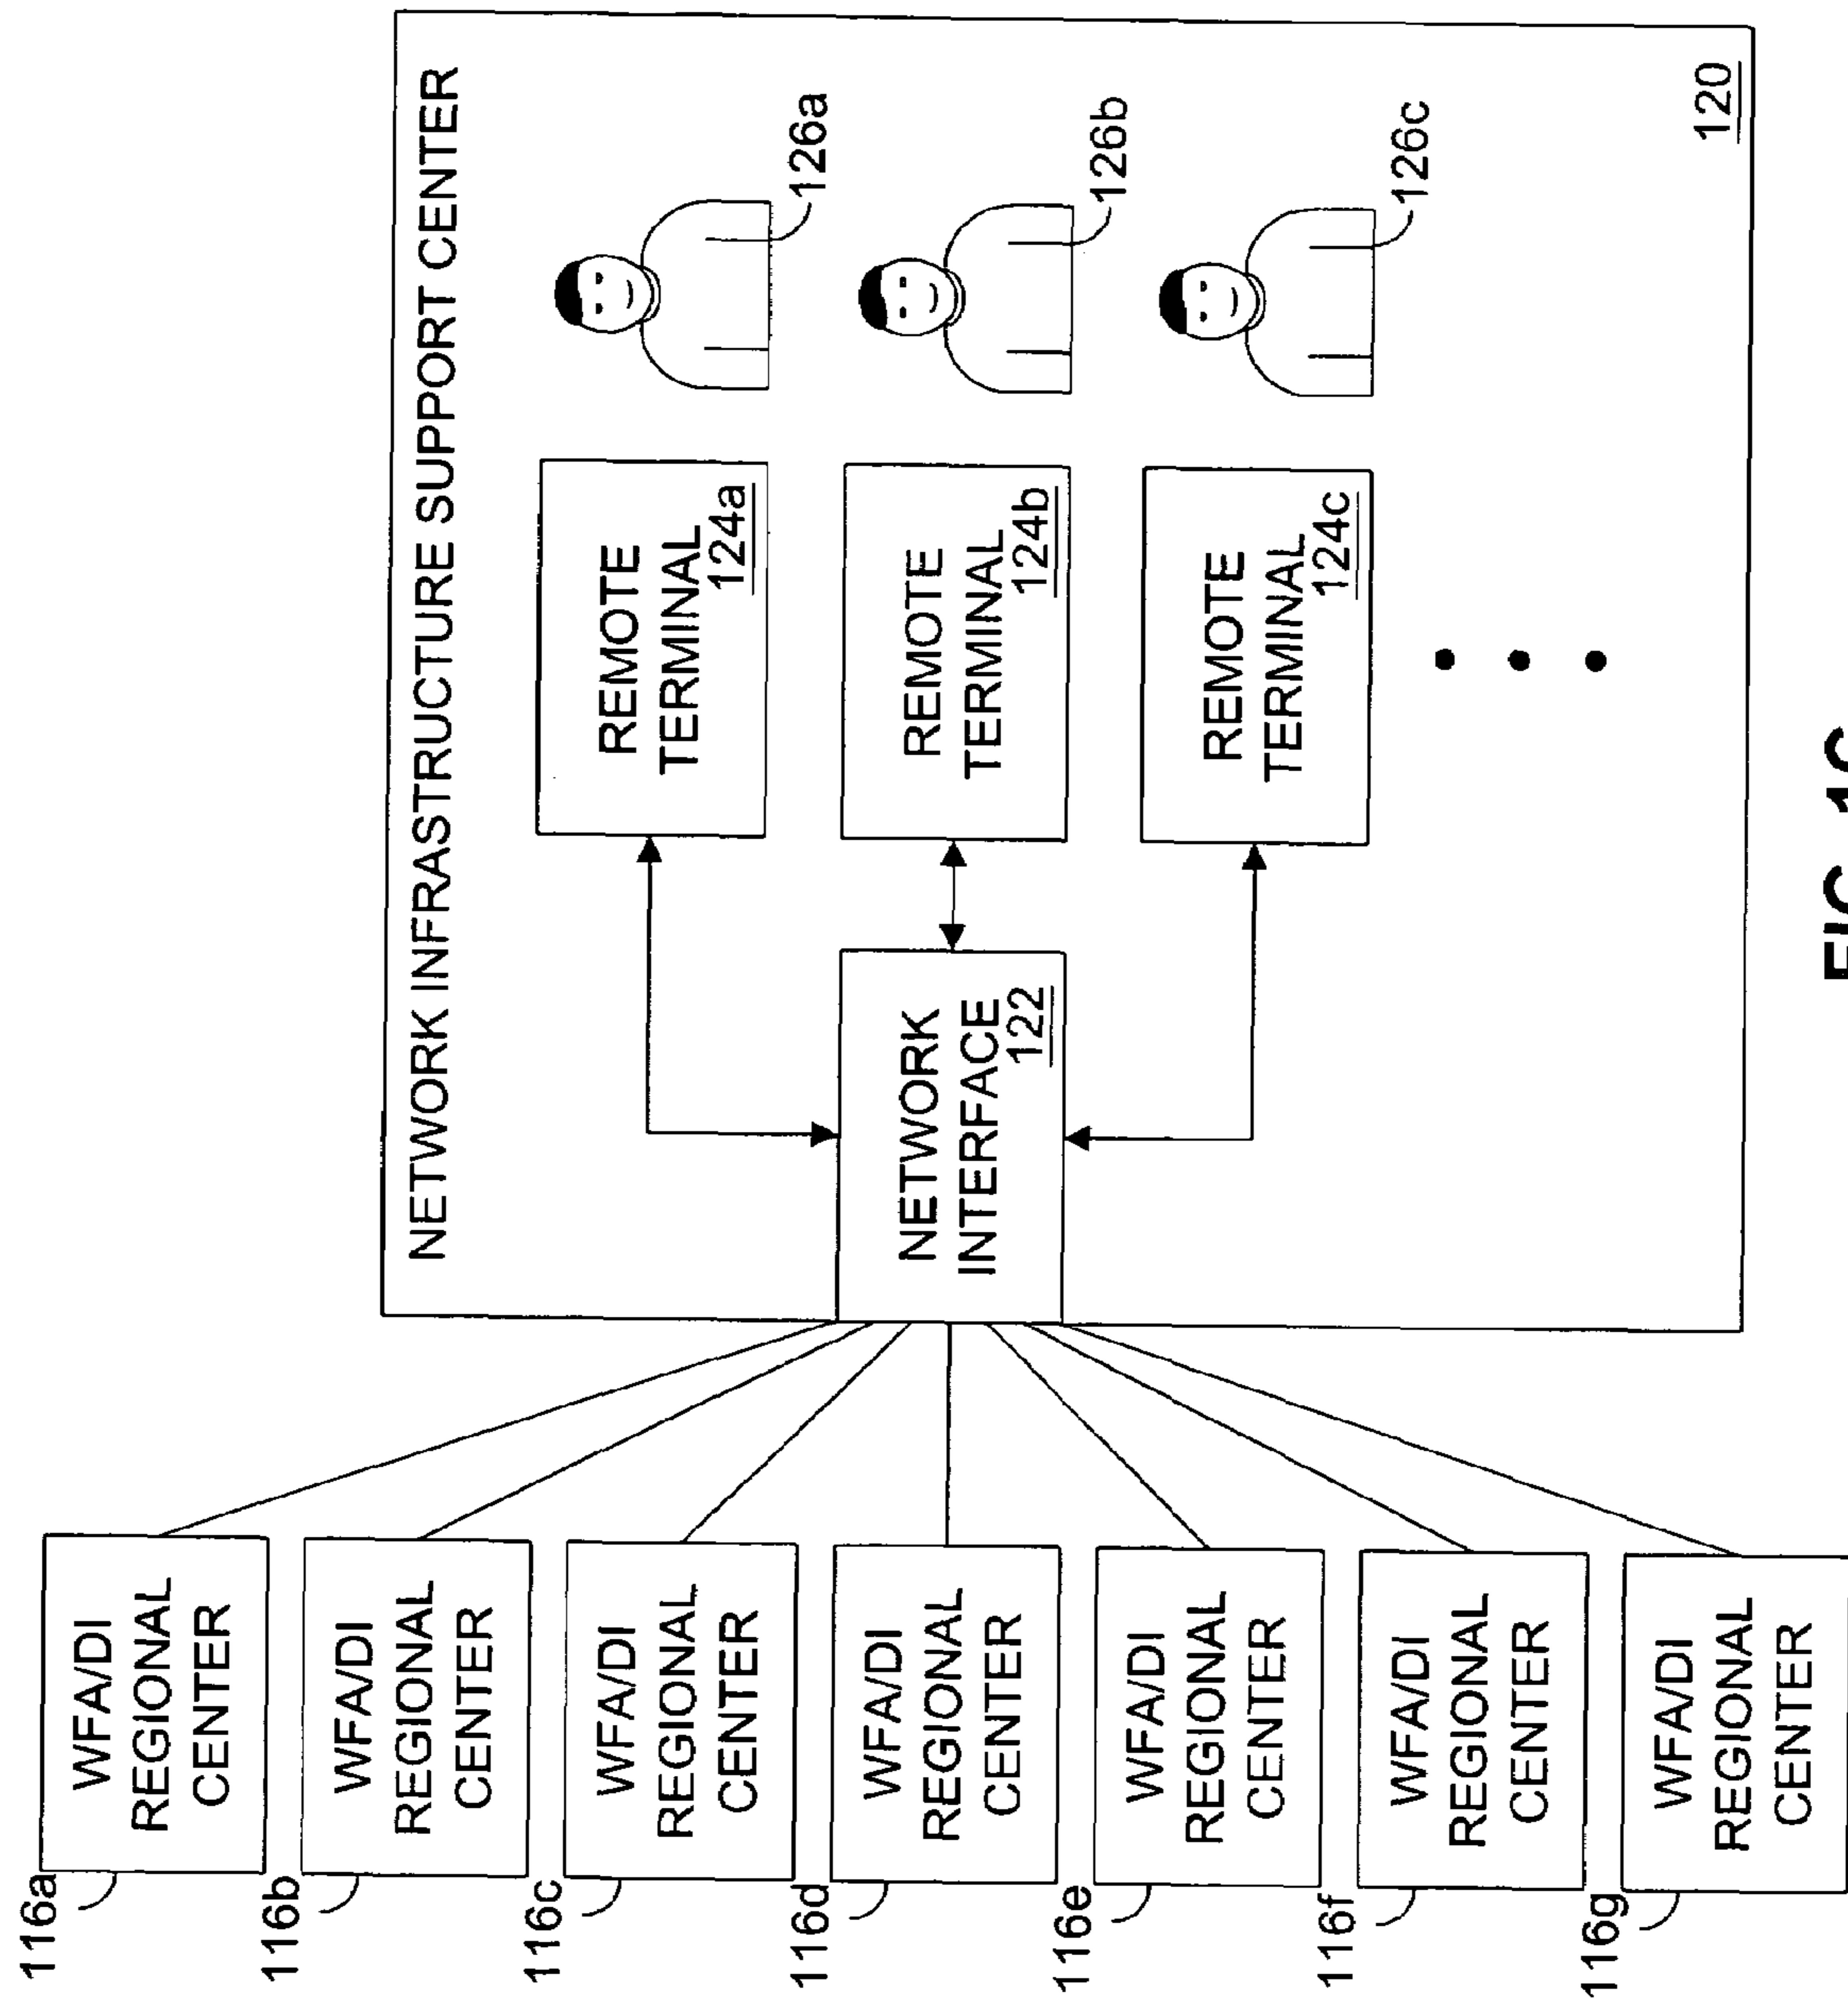 116a
WFA/DI
REGIONAL
CENTER
116b
WFA/DI
REGIONAL
CENTER
116c
WFA/DI
REGIONAL
CENTER
116d
WFA/DI
REGIONAL
CENTER
116e
WFA/DI
REGIONAL
CENTER
116f
WFA/DI
REGIONAL
CENTER
116g
WFA/DI
REGIONAL
CENTER
NETWORK INFRASTRUCTURE SUPPORT CENTER
NETWORK
INTERFACE
122
REMOTE
TERMINAL
124a
126a
REMOTE
TERMINAL
124b
126b
REMOTE
TERMINAL
124c
126c
120
FIG. 1C